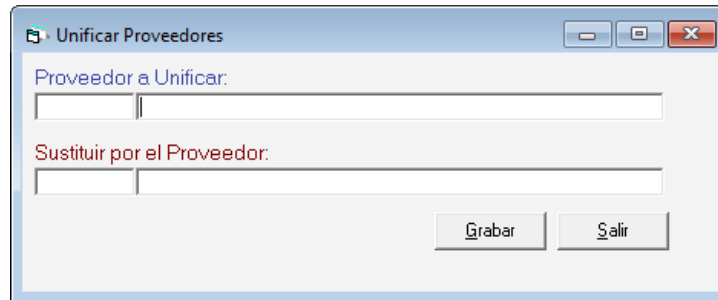 Unificar Proveedores
Proveedor a Unificar:
Sustituir por el Proveedor:
Grabar Salir